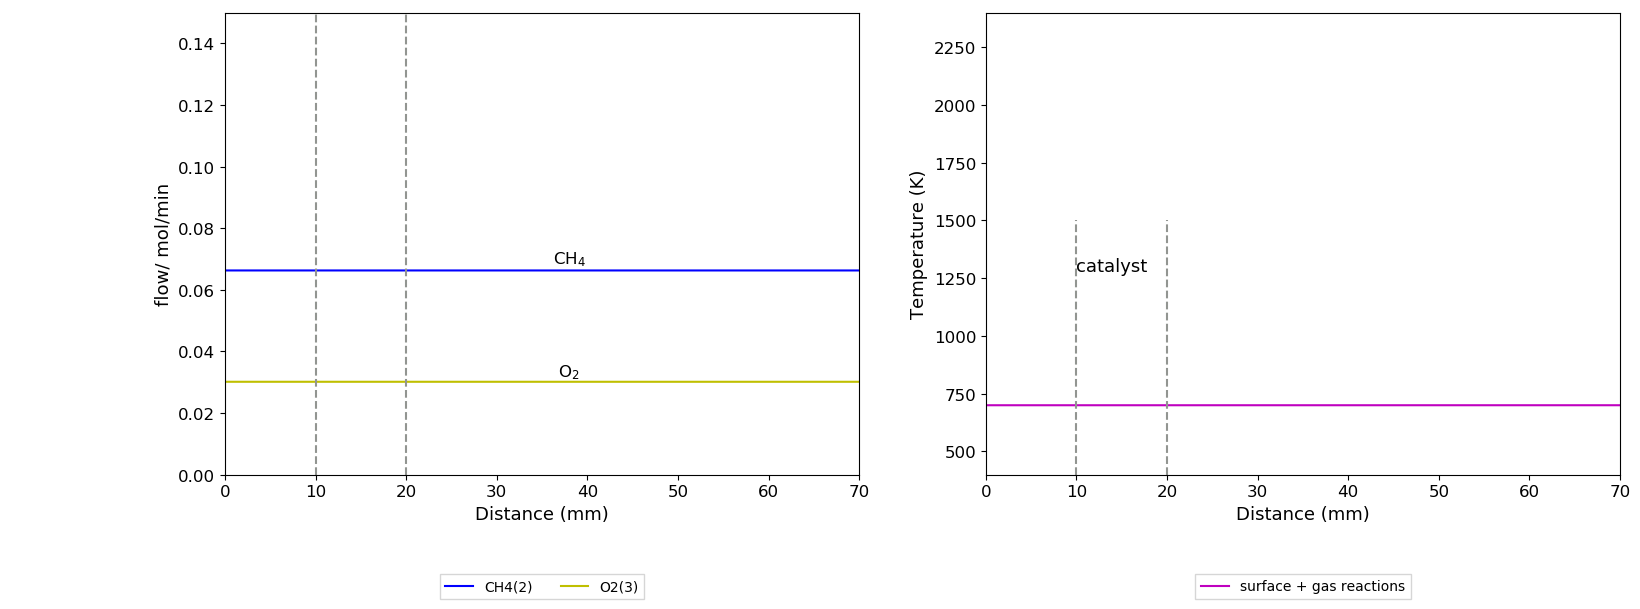 0.14
0.12
0.10
0.08
0.06
0.04
0.02
0.00
flow/ mol/min
CH₄
O₂
0 10 20 30 40 50 60 70
Distance (mm)
CH4(2) O2(3)
2250
2000
1750
1500
1250
1000
750
500
Temperature (K)
catalyst
0 10 20 30 40 50 60 70
Distance (mm)
surface + gas reactions